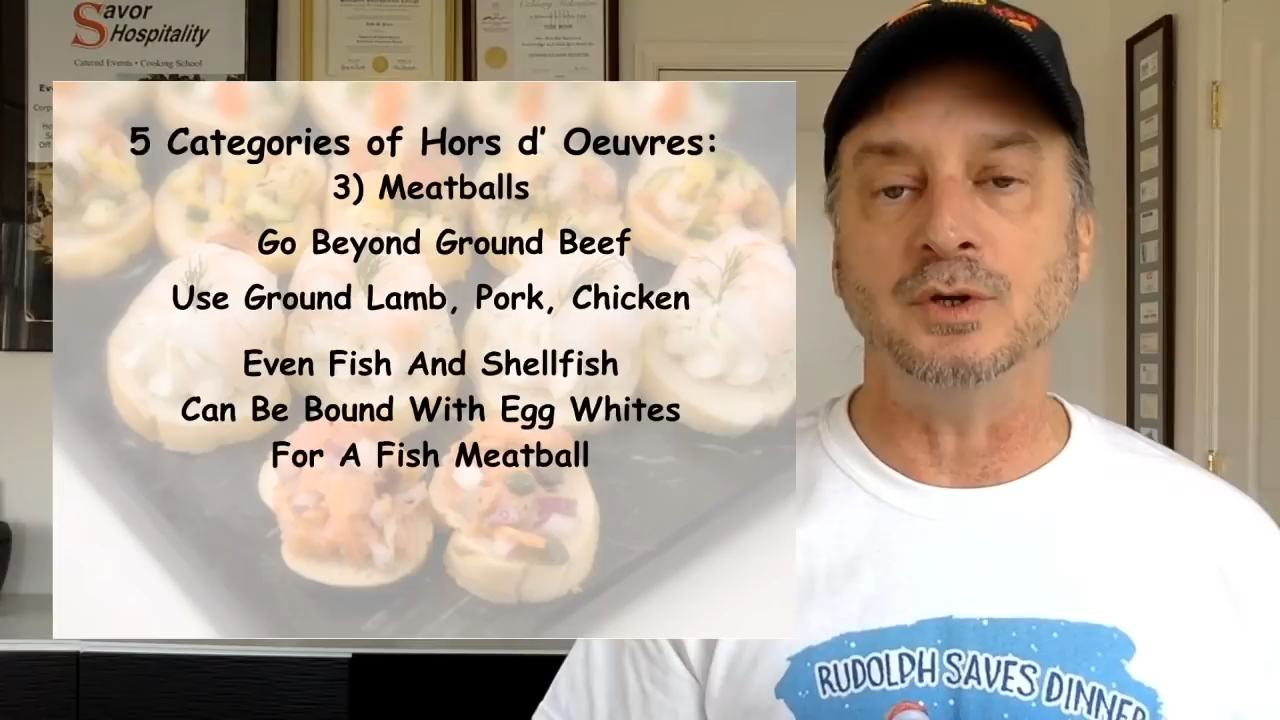 Savor
Hospitality
Catered Events • Cooking School
5 Categories of Hors d' Oeuvres:
3) Meatballs
Go Beyond Ground Beef
Use Ground Lamb, Pork, Chicken
Even Fish And Shellfish
Can Be Bound With Egg Whites
For A Fish Meatball
RUDOLPH SAVES DINNER